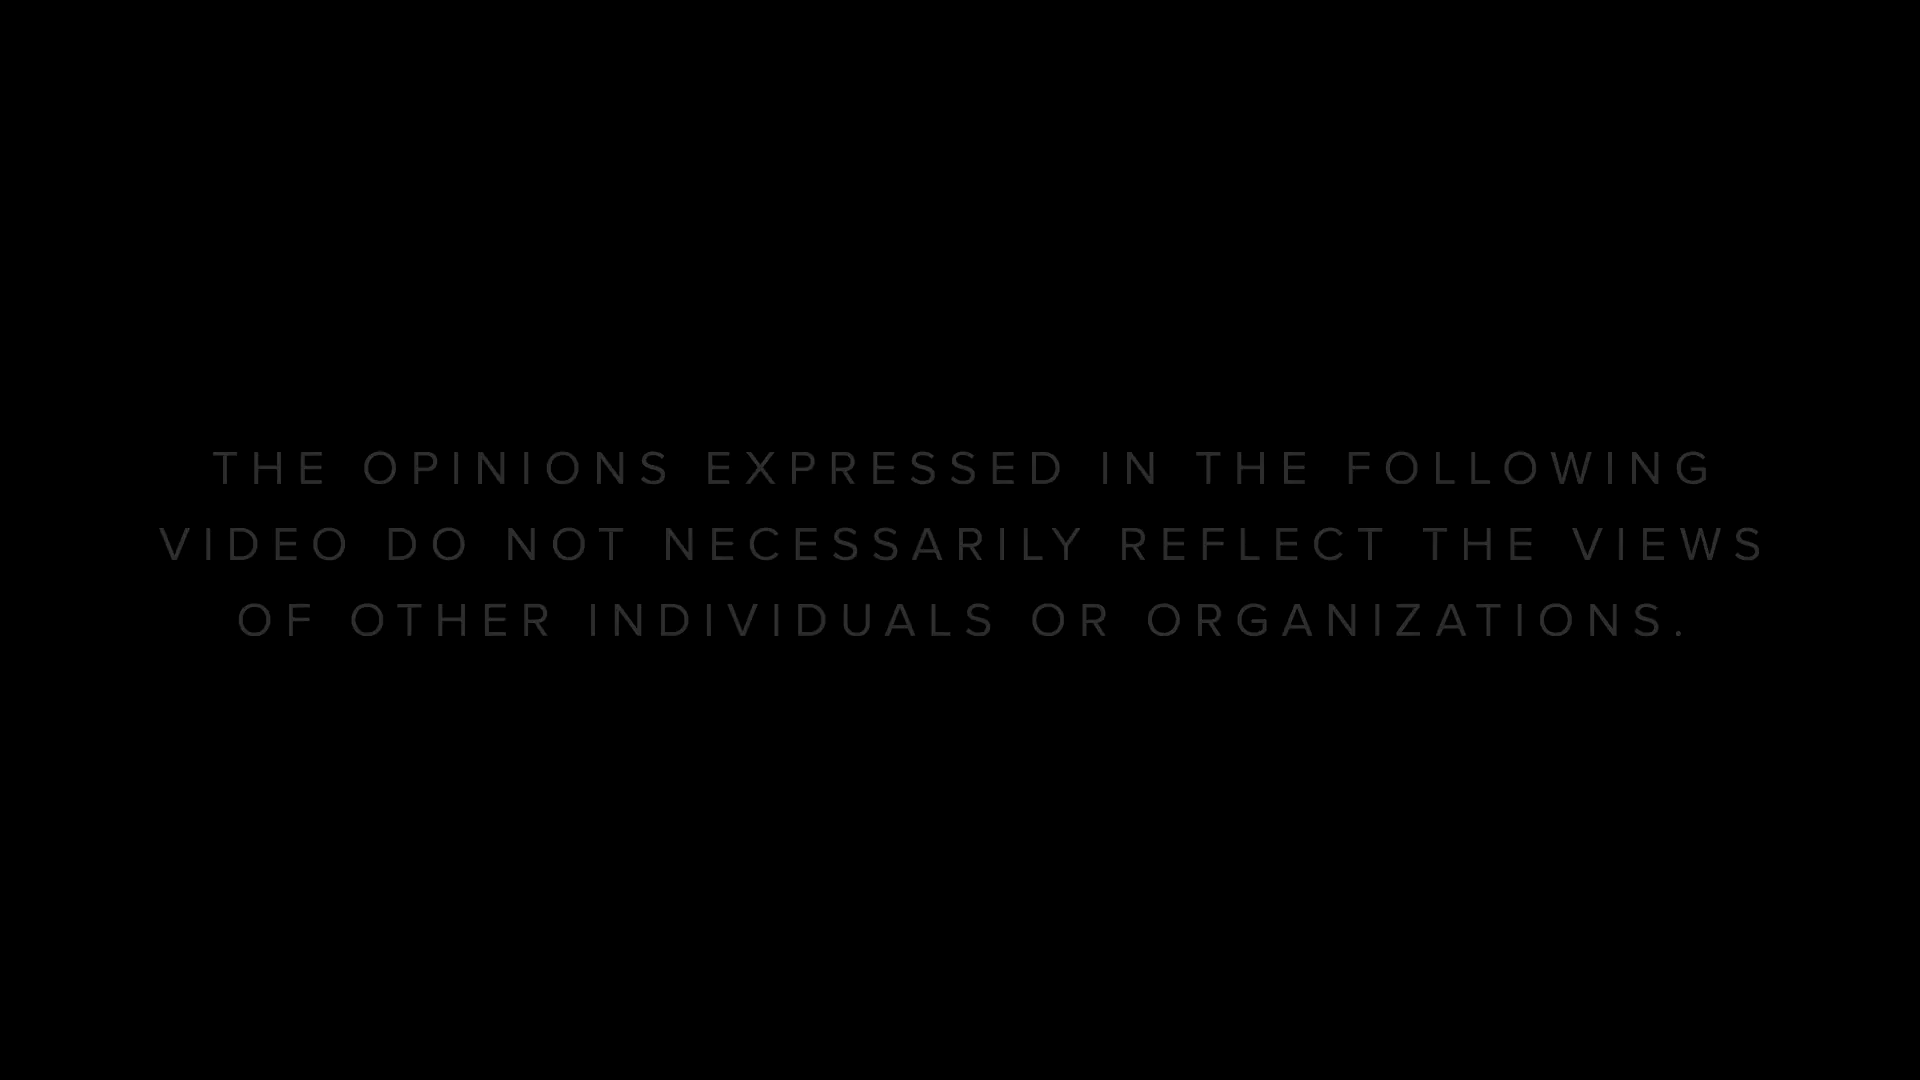 THE OPINIONS EXPRESSED IN THE FOLLOWING
VIDEO DO NOT NECESSARILY REFLECT THE VIEWS
OF OTHER INDIVIDUALS OR ORGANIZATIONS.